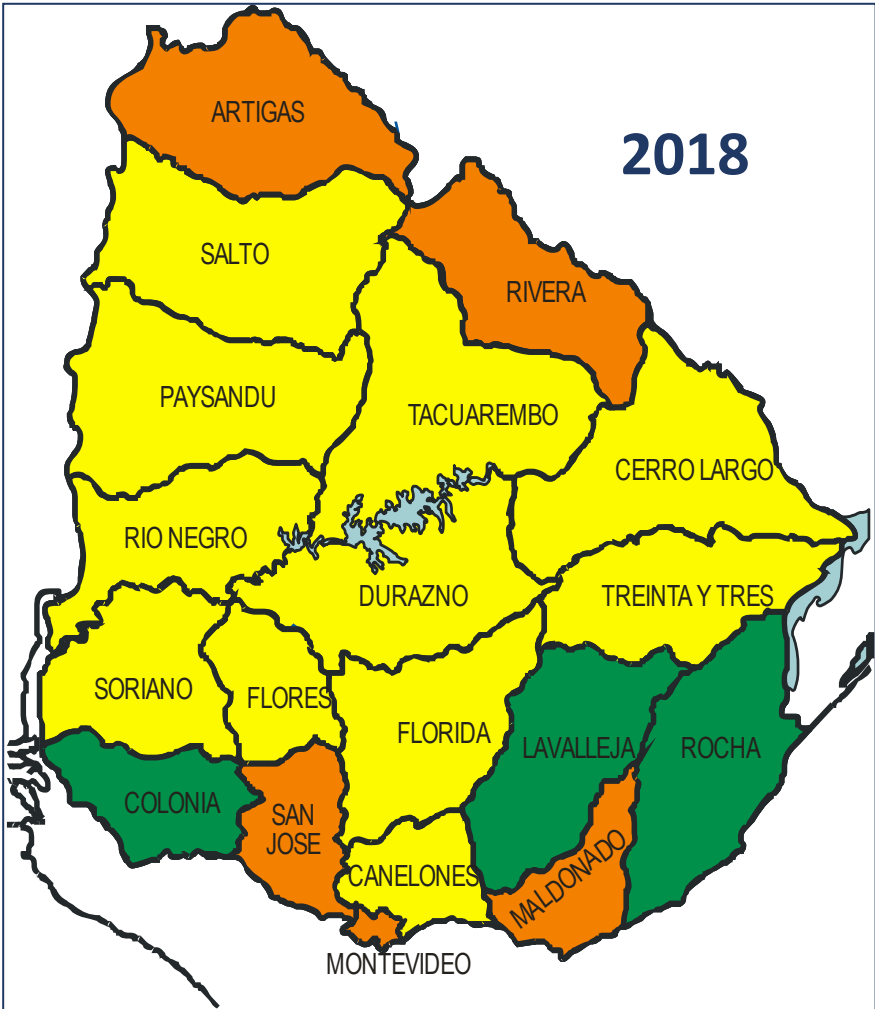 ARTIGAS
2018
SALTO
RIVERA
PAYSANDU
TACUAREMBO
CERRO LARGO
RIO NEGRO
DURAZNO
TREINTA Y TRES
SORIANO
FLORES
FLORIDA
LAVALLEJA
ROCHA
COLONIA
SAN
JOSE
CANELONES
MALDONADO
MONTEVIDEO